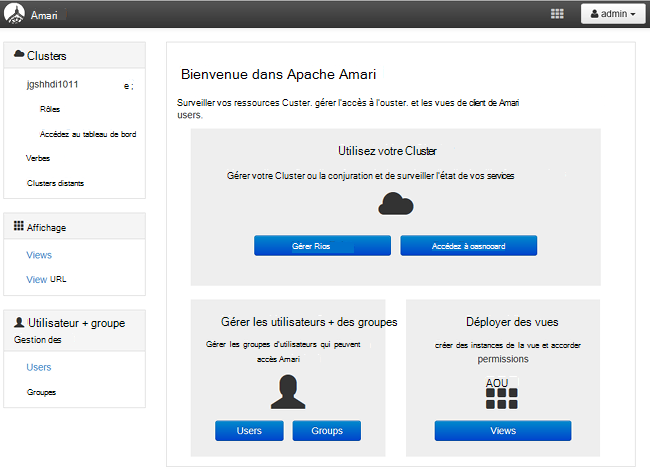 Amari
admin
Clusters
jgshhdi1011 e ;
Rôles
Accédez au tableau de bord
Verbes
Clusters distants
Affichage
Views
View URL
Utilisateur + groupe
Gestion des
Users
Groupes
Bienvenue dans Apache Amari
Surveiller vos ressources Custer. gérer l'accès à l'ouster. et les vues de client de Amari
users.
Utilisez votre Cluster
Gérer votre Cluster ou la conjuration et de surveiller l'état de vos services
Gérer Ríos
Accédez à oasnooard
Gérer les utilisateurs + des groupes
Gérer les groupes d'utilisateurs qui peuvent
accès Amari
Users
Groups
Déployer des vues
créer des instances de la vue et accorder
permissions
AOU
Views